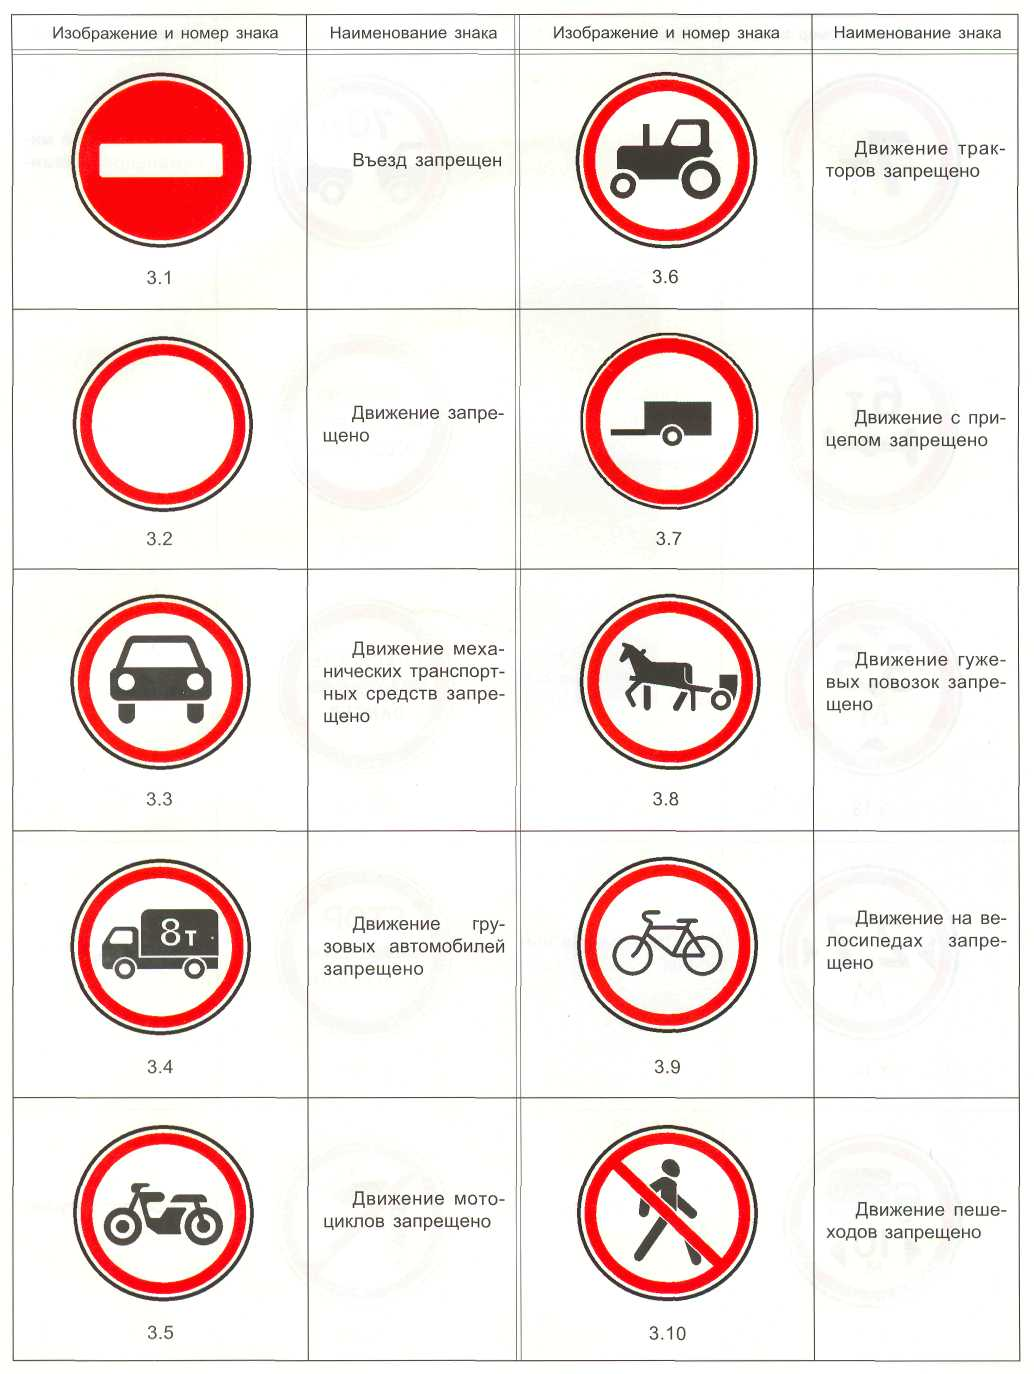 Изображение и номер знака
Наименование знака
Изображение и номер знака
Наименование знака
3.1
Въезд запрещен
3.6
Движение трак-
торов запрещено
3.2
Движение запре-
щено
3.7
Движение с при-
цепом запрещено
3.3
Движение меха-
нических транспорт-
ных средств запре-
щено
3.8
Движение гуже-
вых повозок запре-
щено
8т
3.4
Движение гру-
зовых автомобилей
запрещено
3.9
Движение на ве-
лосипедах запре-
щено
3.5
Движение мото-
циклов запрещено
3.10
Движение пеше-
ходов запрещено